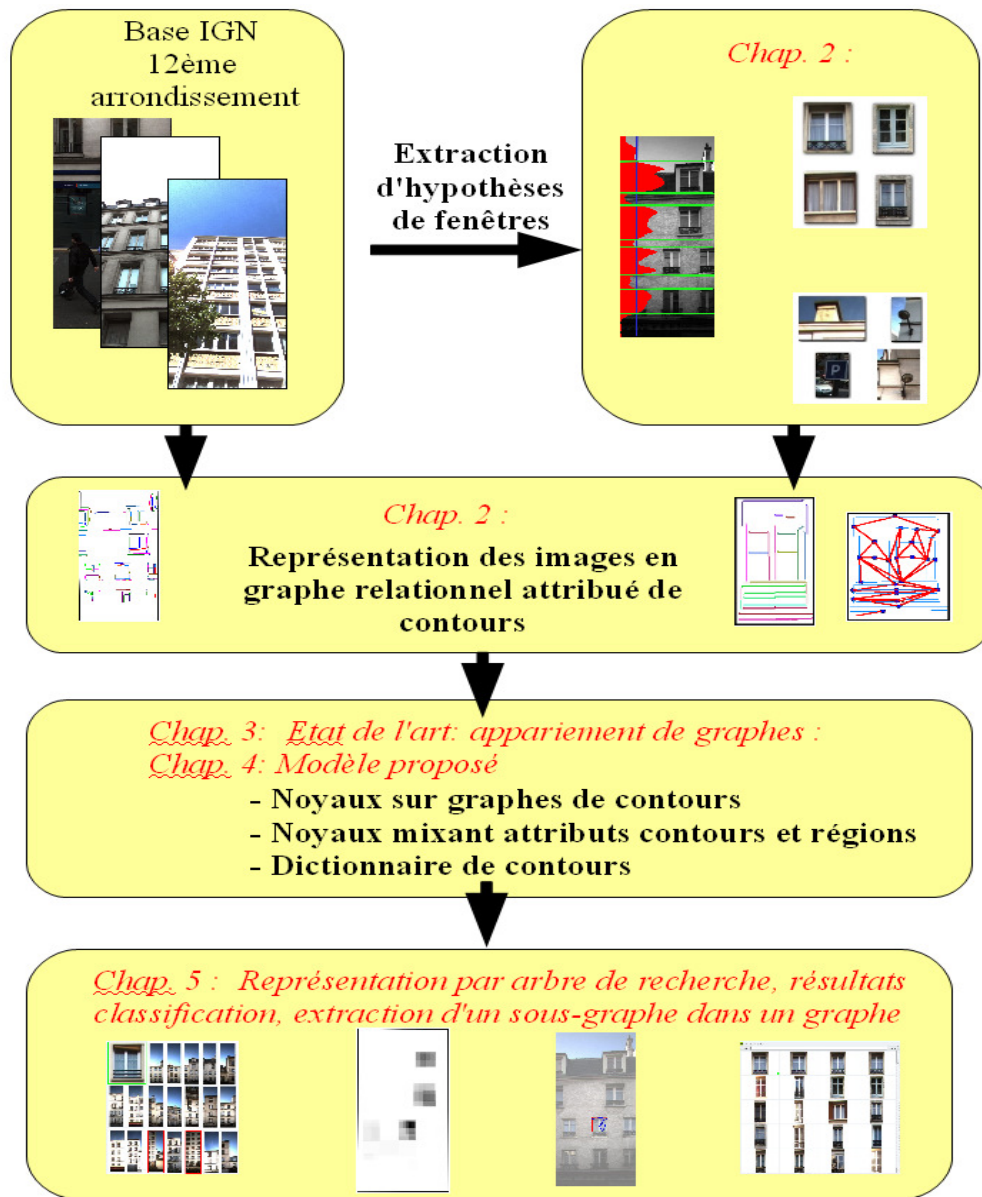 Base IGN
12ème
arrondissement
Extraction
d'hypothèses
de fenêtres
Chap. 2 :
P
Chap. 2 :
Représentation des images en
graphe relationnel attribué de
contours
Chap. 3: Etat de l'art: appariement de graphes :
Chap. 4: Modèle proposé
- Noyaux sur graphes de contours
- Noyaux mixant attributs contours et régions
- Dictionnaire de contours
Chap. 5 : Représentation par arbre de recherche, résultats
classification, extraction d'un sous-graphe dans un graphe